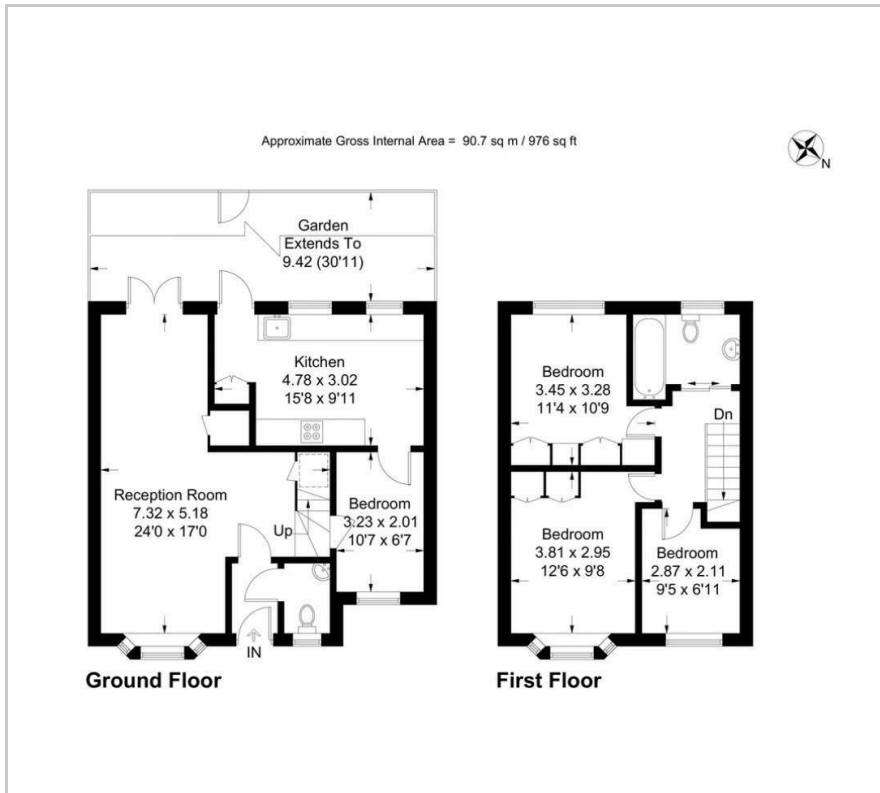 Approximate Gross Internal Area = 90.7 sq m / 976 sq ft
N
Garden
Extends To
9.42 (30'11)
Kitchen
4.78 x 3.02
15'8 x 9'11
Reception Room
7.32 x 5.18
24'0 x 17'0
Up
Bedroom
3.23 x 2.01
10'7 x 6'7
IN
Ground Floor
Bedroom
3.45 x 3.28
11'4 x 10'9
Dn
Bedroom
3.81 x 2.95
12'6 x 9'8
Bedroom
2.87 x 2.11
9'5 x 6'11
First Floor